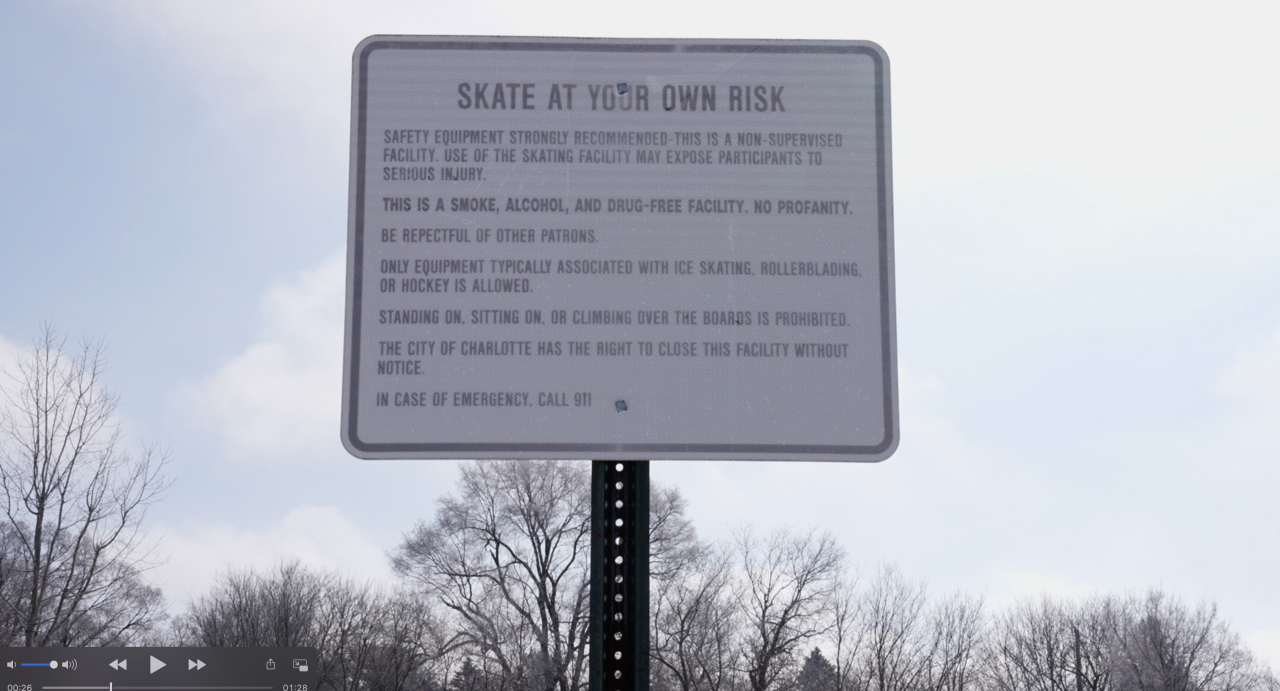 SKATE AT YOUR OWN RISK
SAFETY EQUIPMENT STRONGLY RECOMMENDED-THIS IS A NON-SUPERVISED
FACILITY. USE OF THE SKATING FACILITY MAY EXPOSE PARTICIPANTS TO
SERIOUS INJURY.
THIS IS A SMOKE, ALCOHOL, AND DRUG-FREE FACILITY. NO PROFANITY.
BE REPECTFUL OF OTHER PATRONS.
ONLY EQUIPMENT TYPICALLY ASSOCIATED WITH ICE SKATING, ROLLERBLADING,
OR HOCKEY IS ALLOWED.
STANDING ON, SITTING ON, OR CLIMBING OVER THE BOARDS IS PROHIBITED.
THE CITY OF CHARLOTTE HAS THE RIGHT TO CLOSE THIS FACILITY WITHOUT
NOTICE.
IN CASE OF EMERGENCY, CALL 911
00:26 01:28